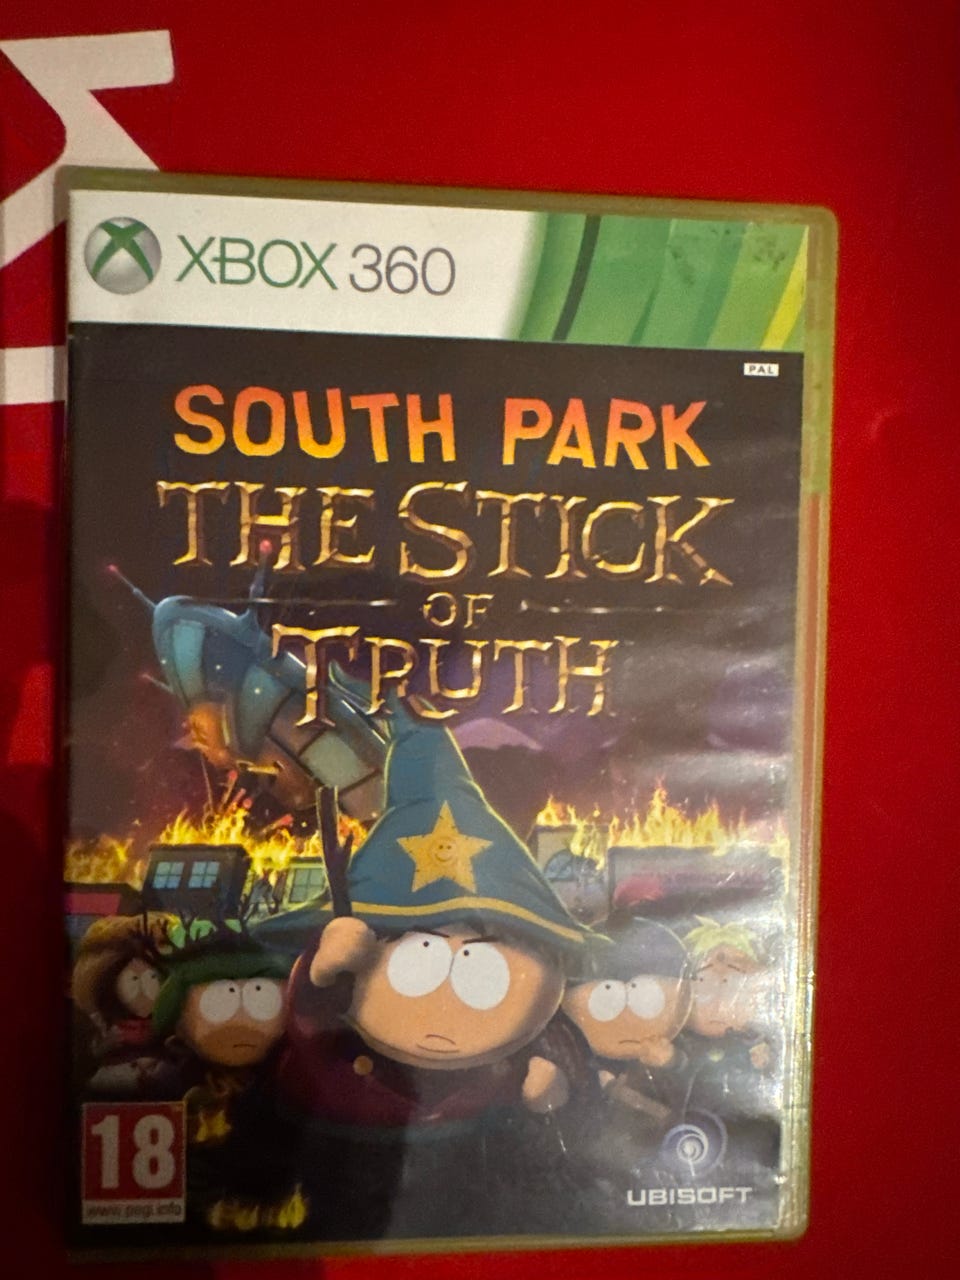 XBOX 360
PAL
SOUTH PARK
THE STICK
OF
TRUTH
18
www.pegi.info
UBISOFT